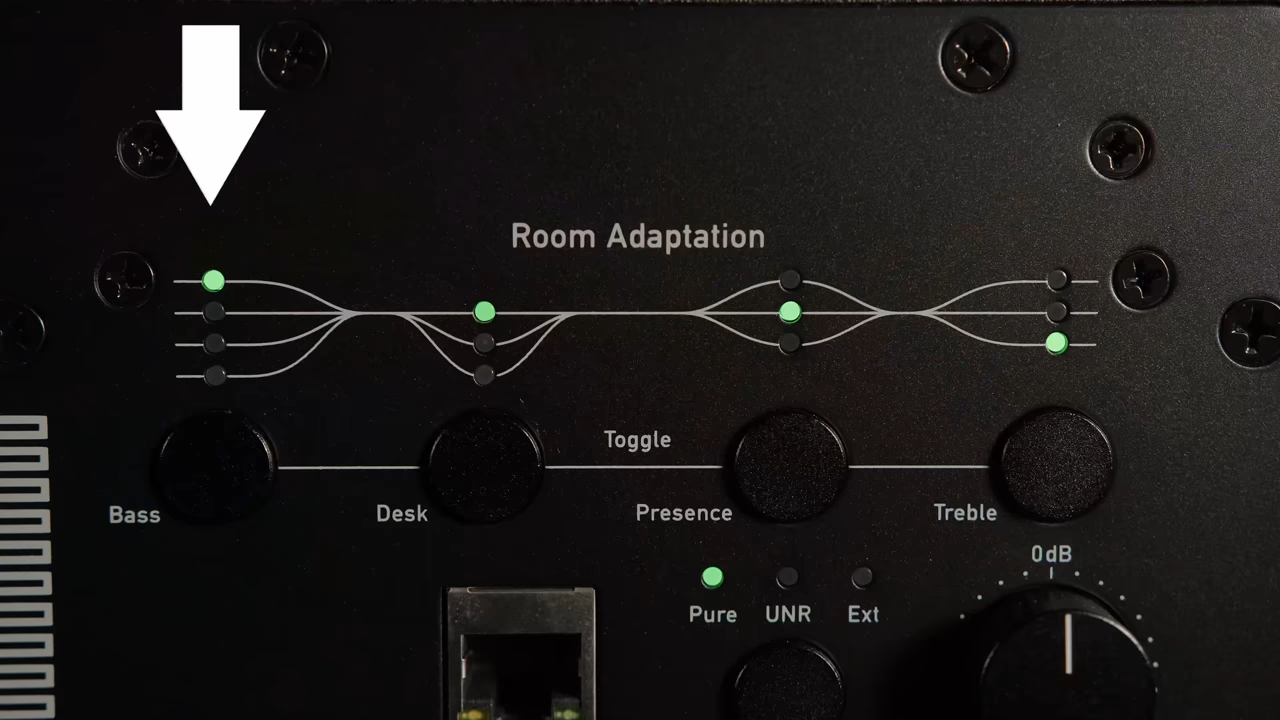 Room Adaptation
Toggle
Bass
Desk
Presence
Treble
0dB
Pure
UNR
Ext